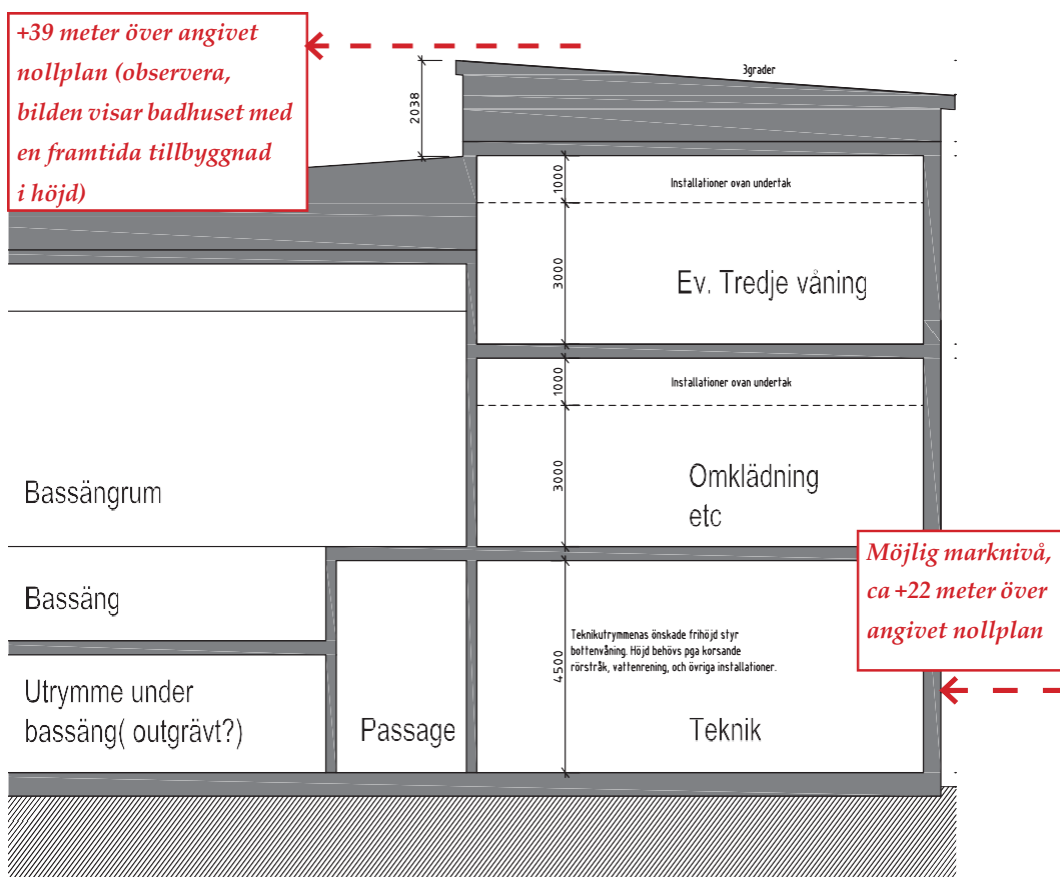 +39 meter över angivet
nollplan (observera,
bilden visar badhuset med
en framtida tillbyggnad
i höjd)
3grader
2038
1000
Installationer ovan undertak
3000
Ev. Tredje våning
1000
Installationer ovan undertak
3000
Omklädning
etc
Bassängrum
Möjlig marknivå,
ca +22 meter över
angivet nollplan
Bassäng
4500
Teknikutrymmenas önskade frihöjd styr
bottenvåning. Höjd behövs pga korsande
rörstråk, vattenrening, och övriga installationer.
Utrymme under
bassäng( outgrävt?)
Passage
Teknik